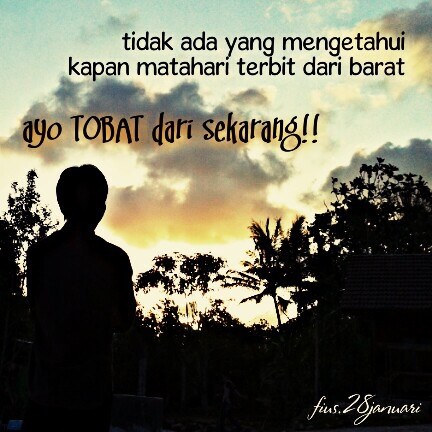 tidak ada yang mengetahui
kapan matahari terbit dari barat
ayo TOBAT dari sekarang!!
fius.28januari